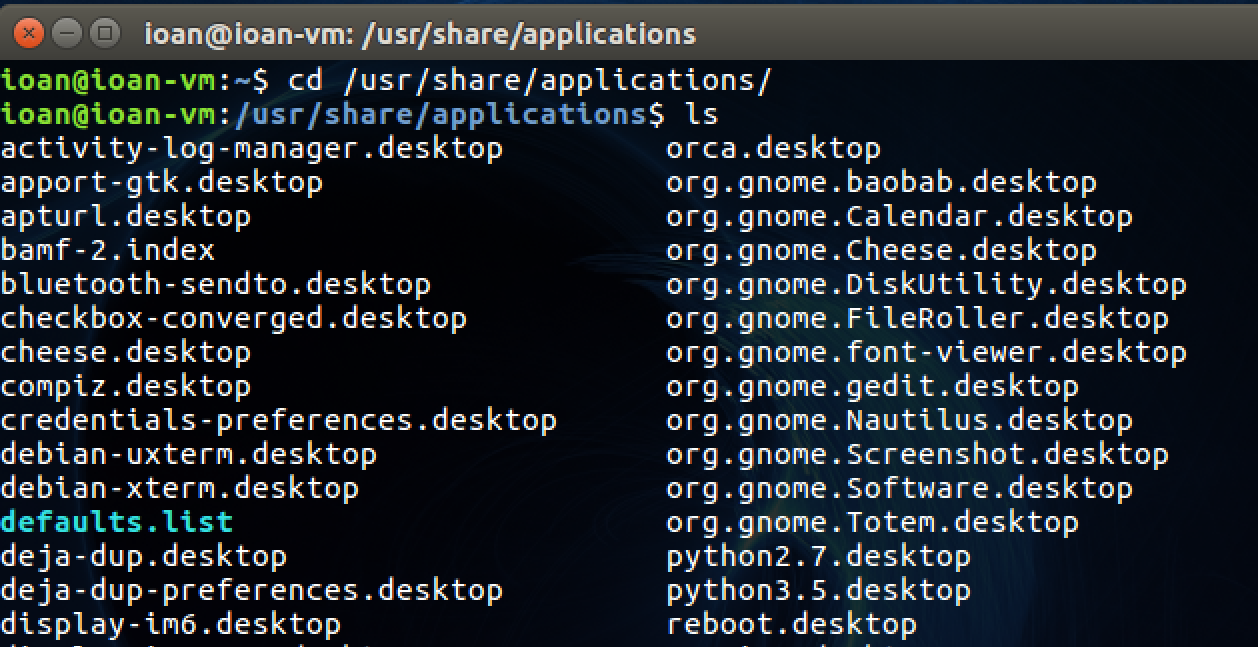 ioan@ioan-vm: /usr/share/applications
ioan@ioan-vm:~$ cd /usr/share/applications/
ioan@ioan-vm:/usr/share/applications$ ls
activity-log-manager.desktop orca.desktop
apport-gtk.desktop org.gnome.baobab.desktop
apturl.desktop org.gnome.Calendar.desktop
bamf-2.index org.gnome.Cheese.desktop
bluetooth-sendto.desktop org.gnome.DiskUtility.desktop
checkbox-converged.desktop org.gnome.FileRoller.desktop
cheese.desktop org.gnome.font-viewer.desktop
compiz.desktop org.gnome.gedit.desktop
credentials-preferences.desktop org.gnome.Nautilus.desktop
debian-uxterm.desktop org.gnome.Screenshot.desktop
debian-xterm.desktop org.gnome.Software.desktop
defaults.list org.gnome.Totem.desktop
deja-dup.desktop python2.7.desktop
deja-dup-preferences.desktop python3.5.desktop
display-im6.desktop reboot.desktop